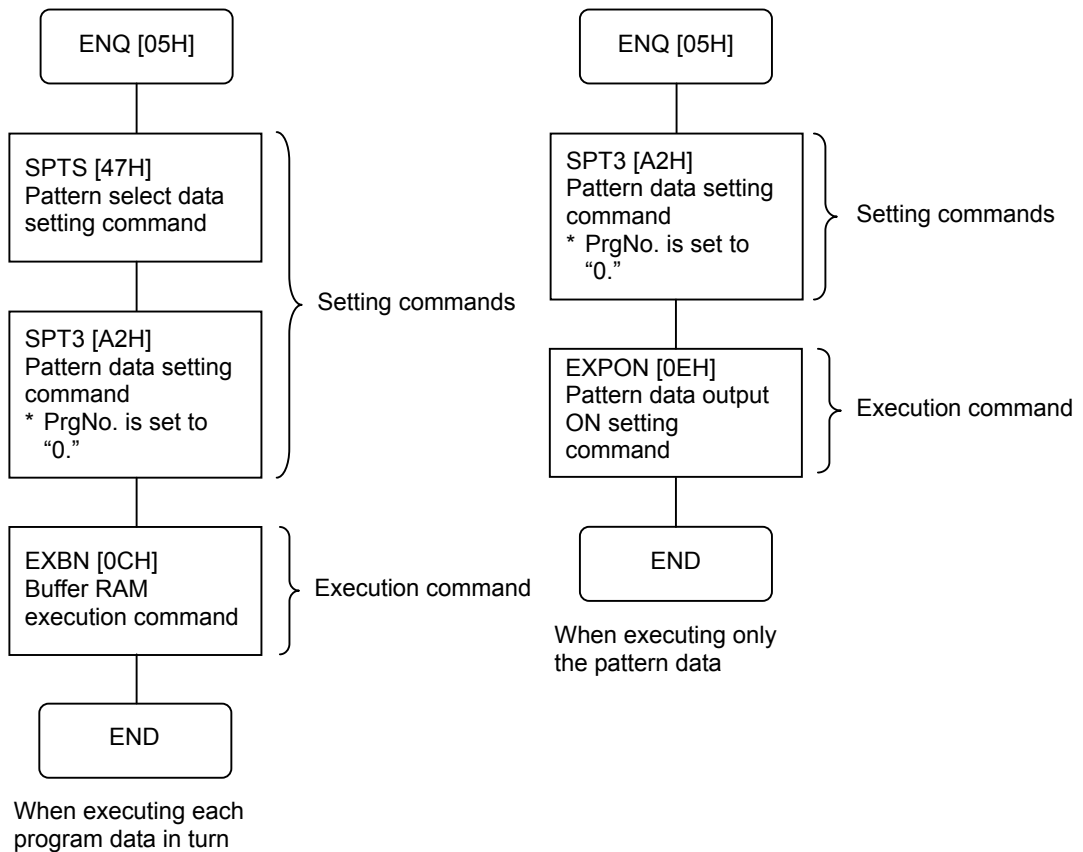 ENQ [05H]
SPTS [47H]
Pattern select data
setting command
SPT3 [A2H]
Pattern data setting
command
* PrgNo. is set to
“0.”
Setting commands
EXBN [0CH]
Buffer RAM
execution command
Execution command
END
When executing each
program data in turn
ENQ [05H]
SPT3 [A2H]
Pattern data setting
command
* PrgNo. is set to
“0.”
Setting commands
EXPON [0EH]
Pattern data output
ON setting
command
Execution command
END
When executing only
the pattern data